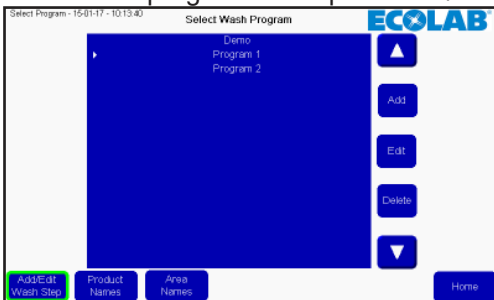 Select Program - 15-01-17 - 10:13:40
Select Wash Program
ECOLAB®
Demo
Program 1
Program 2
Add
Edit
Delete
Add/Edit
Wash Step
Product
Names
Area
Names
Home